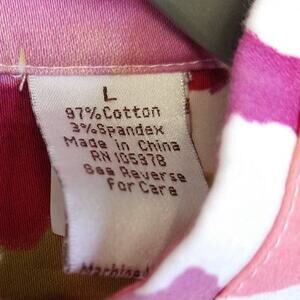 L
97%Cotton
3%Spandex
Made in China
RN 105378
See Reverse
For Care